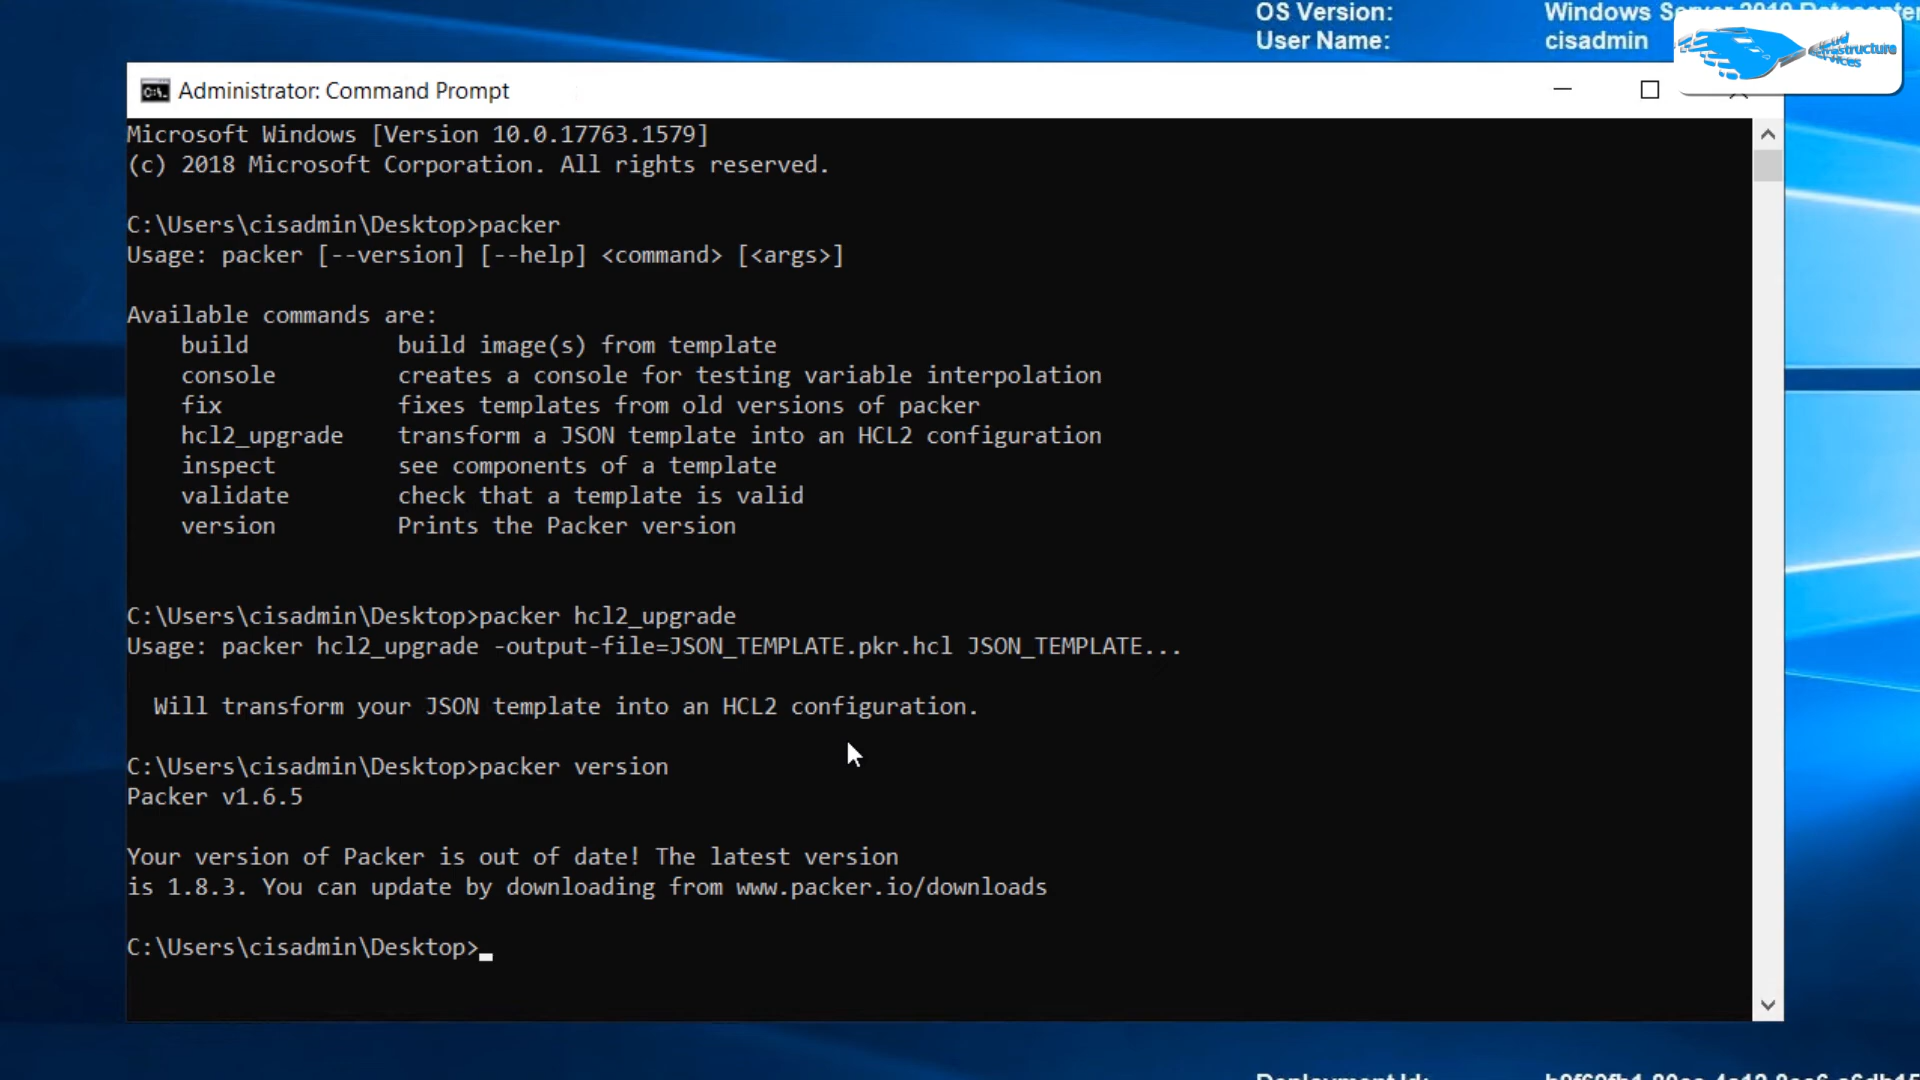 OS Version: Windows Server 2019 Datacenter
User Name: cisadmin
Administrator: Command Prompt
Microsoft Windows [Version 10.0.17763.1579]
(c) 2018 Microsoft Corporation. All rights reserved.
C:\Users\cisadmin\Desktop>packer
Usage: packer [--version] [--help] <command> [<args>]
Available commands are:
build build image(s) from template
console creates a console for testing variable interpolation
fix fixes templates from old versions of packer
hcl2_upgrade transform a JSON template into an HCL2 configuration
inspect see components of a template
validate check that a template is valid
version Prints the Packer version
C:\Users\cisadmin\Desktop>packer hcl2_upgrade
Usage: packer hcl2_upgrade -output-file=JSON_TEMPLATE.pkr.hcl JSON_TEMPLATE...
Will transform your JSON template into an HCL2 configuration.
C:\Users\cisadmin\Desktop>packer version
Packer v1.6.5
Your version of Packer is out of date! The latest version
is 1.8.3. You can update by downloading from www.packer.io/downloads
C:\Users\cisadmin\Desktop>